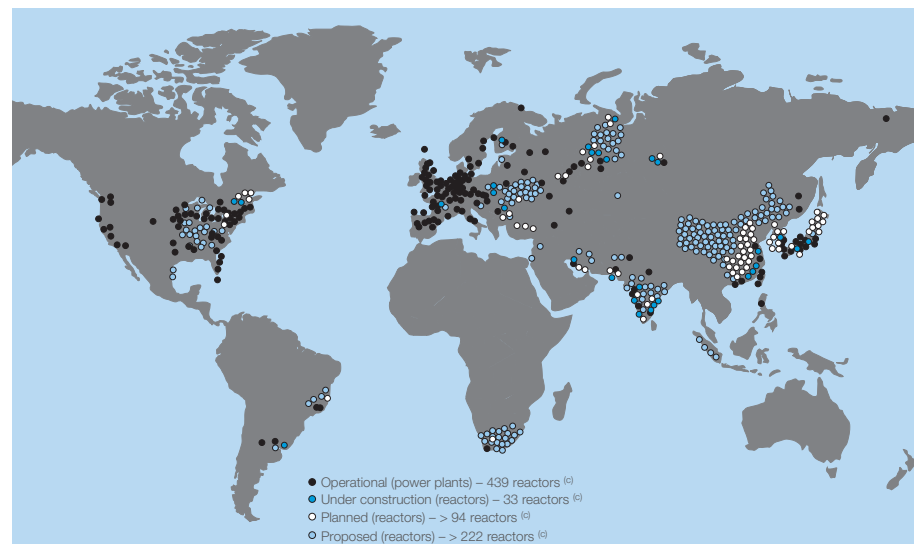 Operational (power plants) – 439 reactors (c)
Under construction (reactors) – 33 reactors (c)
Planned (reactors) – > 94 reactors (c)
Proposed (reactors) – > 222 reactors (c)